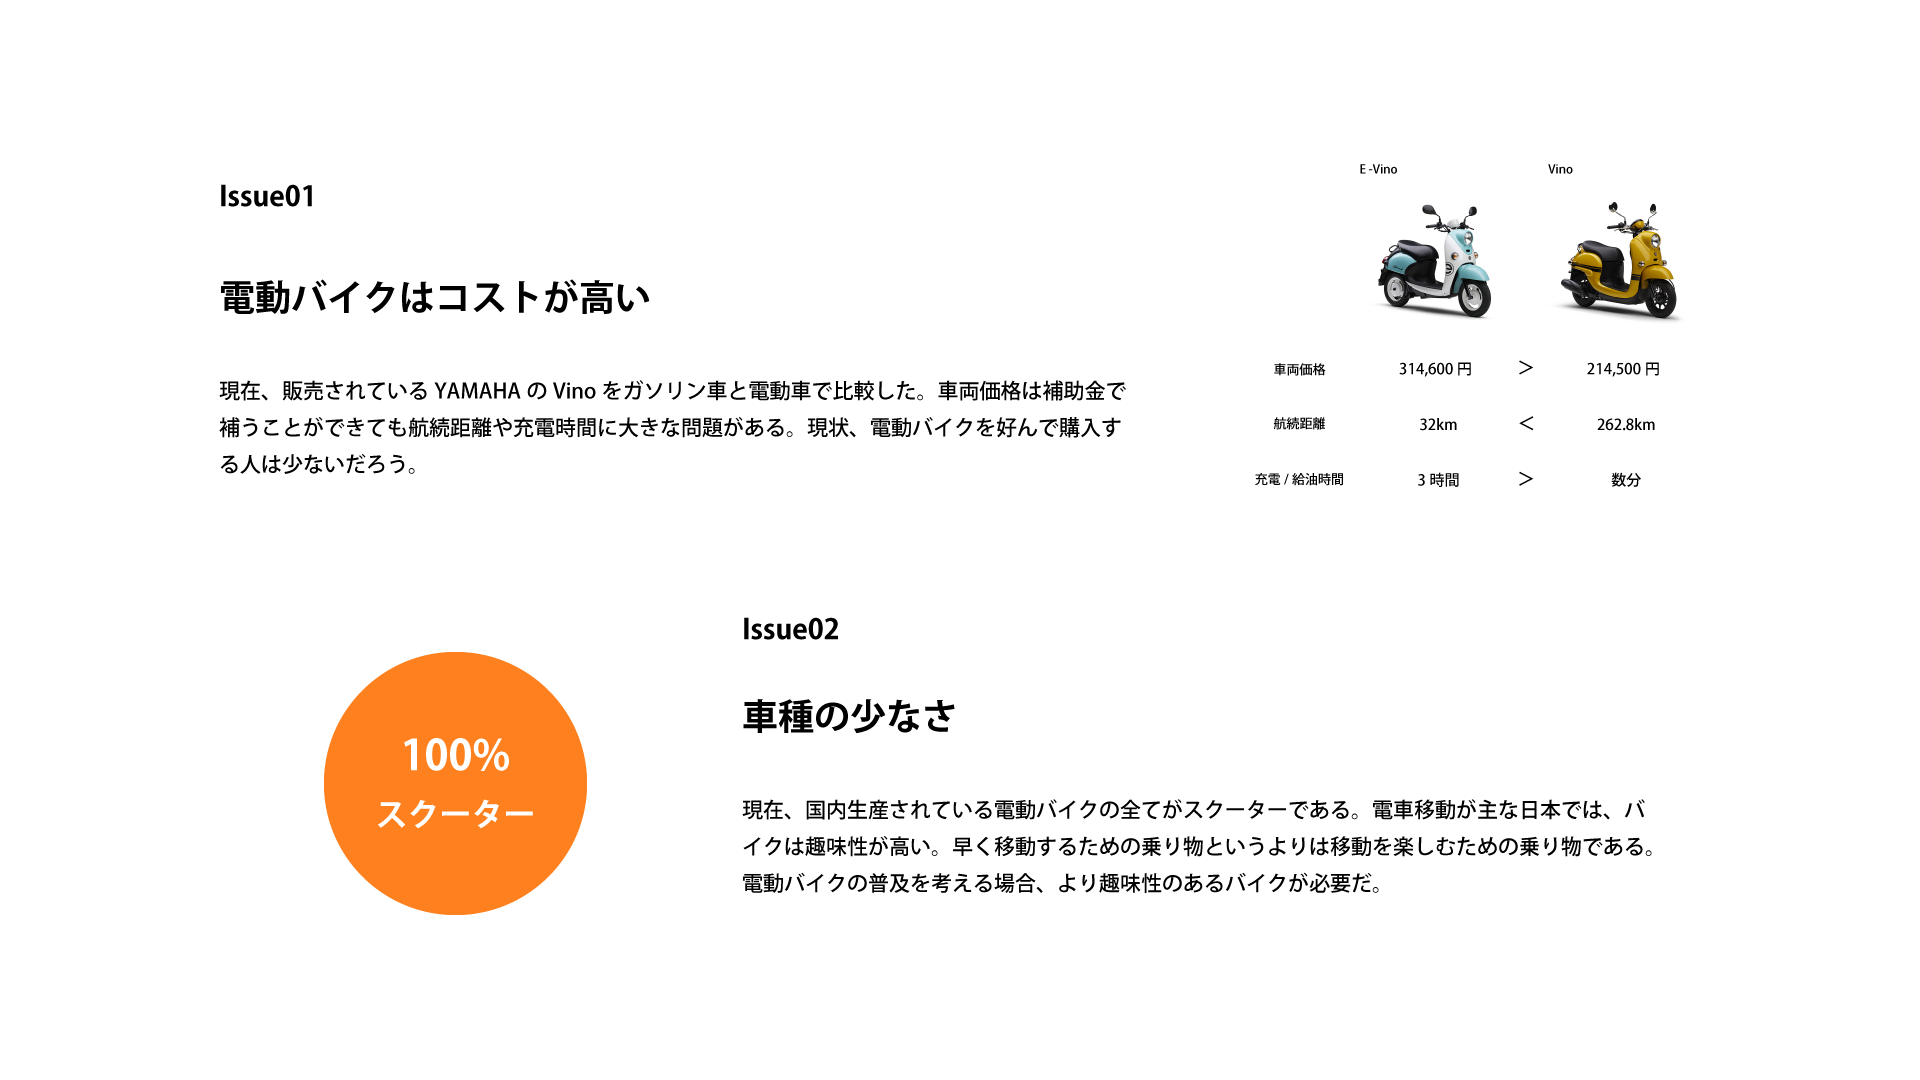 Issue01
電動バイクはコストが高い
現在、販売されている YAMAHA の Vino をガソリン車と電動車で比較した。車両価格は補助金で
補うことができても航続距離や充電時間に大きな問題がある。現状、電動バイクを好んで購入す
る人は少ないだろう。
E -Vino Vino
車両価格 314,600 円 > 214,500 円
航続距離 32km < 262.8km
充電 / 給油時間 3 時間 > 数分
100%
スクーター
Issue02
車種の少なさ
現在、国内生産されている電動バイクの全てがスクーターである。電車移動が主な日本では、バ
イクは趣味性が高い。早く移動するための乗り物というよりは移動を楽しむための乗り物である。
電動バイクの普及を考える場合、より趣味性のあるバイクが必要だ。